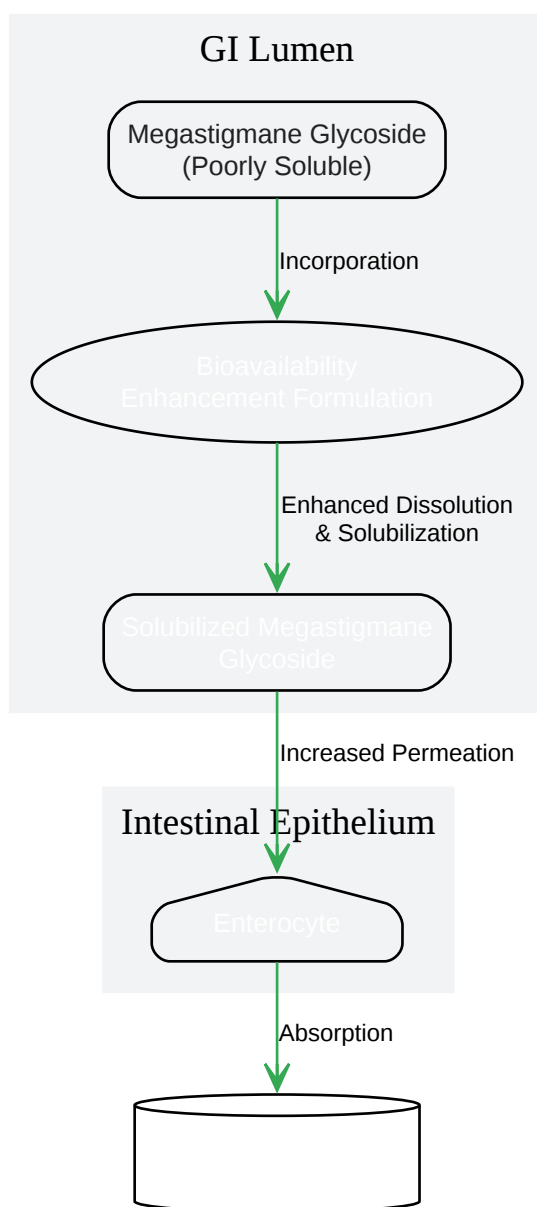 GI Lumen
Megastigmane Glycoside
(Poorly Soluble)
Incorporation
Bioavailability
Enhancement Formulation
Enhanced Dissolution
& Solubilization
Solubilized Megastigmane
Glycoside
Increased Permeation
Intestinal Epithelium
Enterocyte
Absorption